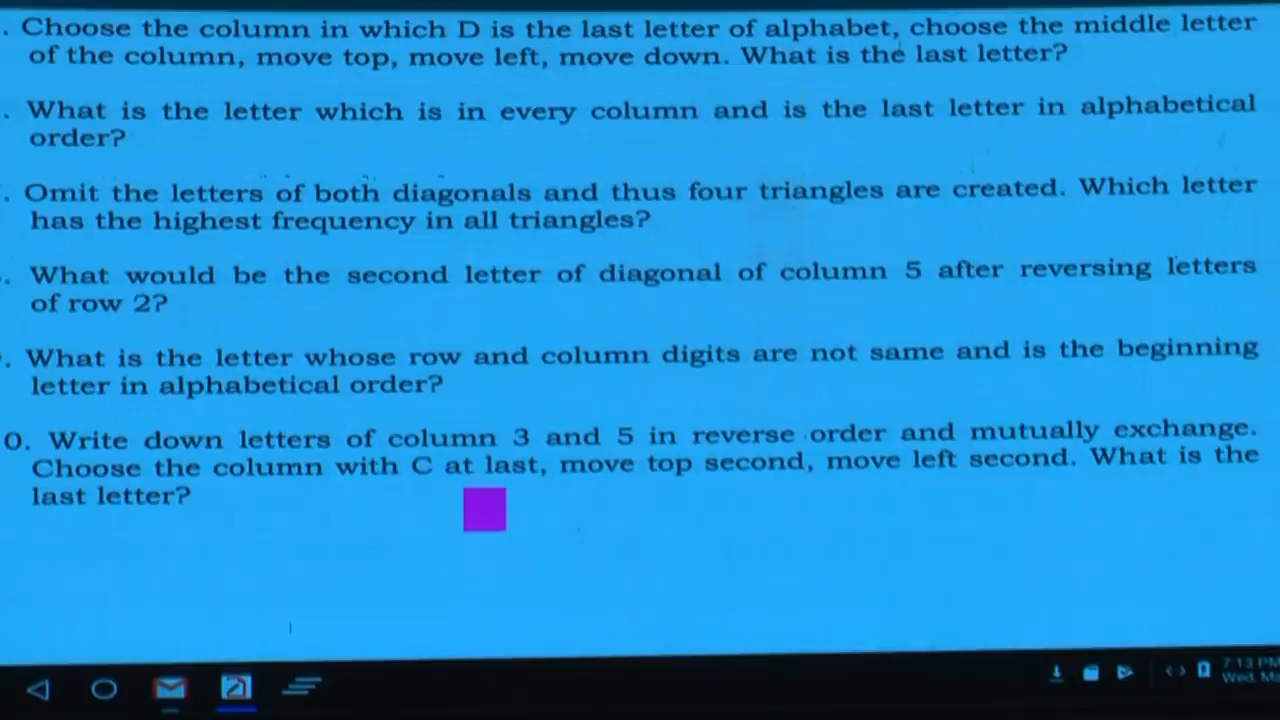 . Choose the column in which D is the last letter of alphabet, choose the middle letter
of the column, move top, move left, move down. What is the last letter?
. What is the letter which is in every column and is the last letter in alphabetical
order?
. Omit the letters of both diagonals and thus four triangles are created. Which letter
has the highest frequency in all triangles?
. What would be the second letter of diagonal of column 5 after reversing letters
of row 2?
. What is the letter whose row and column digits are not same and is the beginning
letter in alphabetical order?
0. Write down letters of column 3 and 5 in reverse order and mutually exchange.
Choose the column with C at last, move top second, move left second. What is the
last letter?
7:13 PM
Wed,